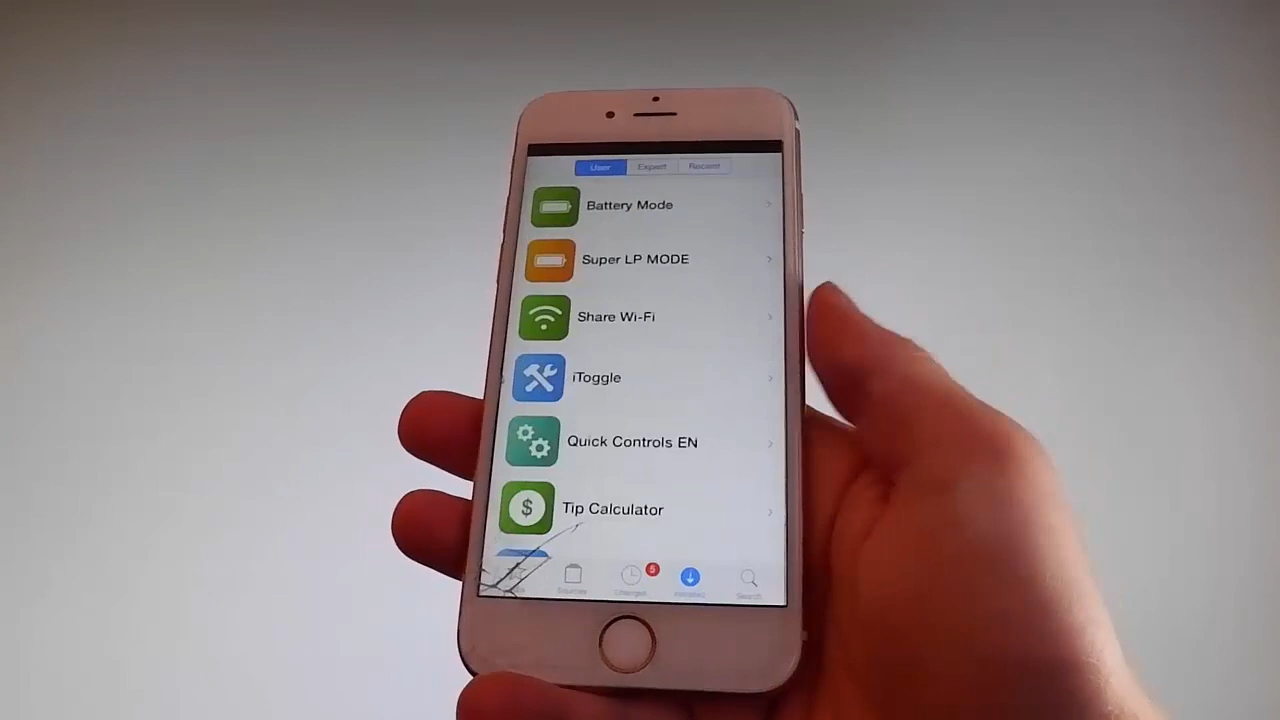 User Expert Recent
Battery Mode
Super LP MODE
Share Wi-Fi
iToggle
Quick Controls EN
$
Tip Calculator
5
Sources Changes Installed Search